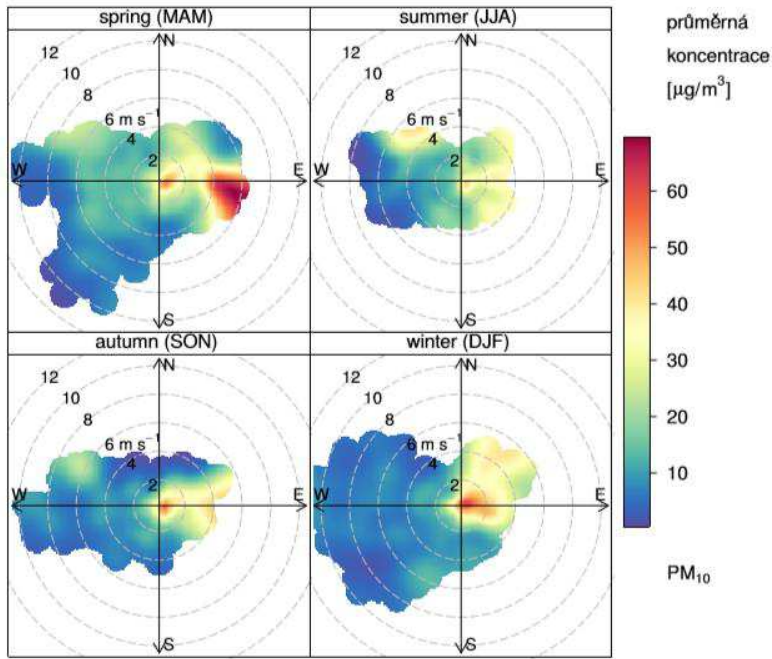 spring (MAM)
12
10
8
6 m s⁻¹
4
2
N
W
E
S
summer (JJA)
12
10
8
6 m s⁻¹
4
2
N
W
E
S
autumn (SON)
12
10
8
6 m s⁻¹
4
2
N
W
E
S
winter (DJF)
12
10
8
6 m s⁻¹
4
2
N
W
E
S
průměrná
koncentrace
[µg/m³]
60
50
40
30
20
10
PM₁₀